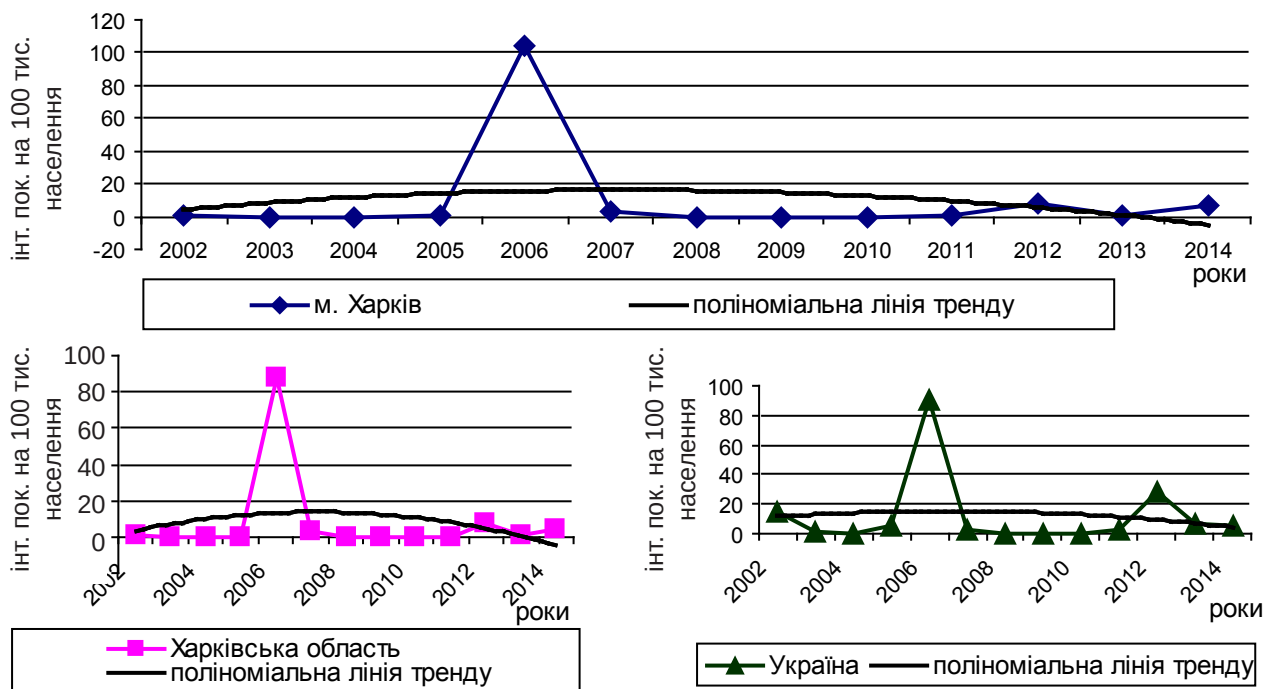 інт. пок. на 100 тис.
населення
120
100
80
60
40
20
0
-20
2002 2003 2004 2005 2006 2007 2008 2009 2010 2011 2012 2013 2014
роки
м. Харків поліноміальна лінія тренду
інт. пок. на 100 тис.
населення
100
80
60
40
20
0
2002 2004 2006 2008 2010 2012 2014
роки
Харківська область
поліноміальна лінія тренду
інт. пок. на 100 тис.
населення
100
80
60
40
20
0
2002 2004 2006 2008 2010 2012 2014
роки
Україна поліноміальна лінія тренду